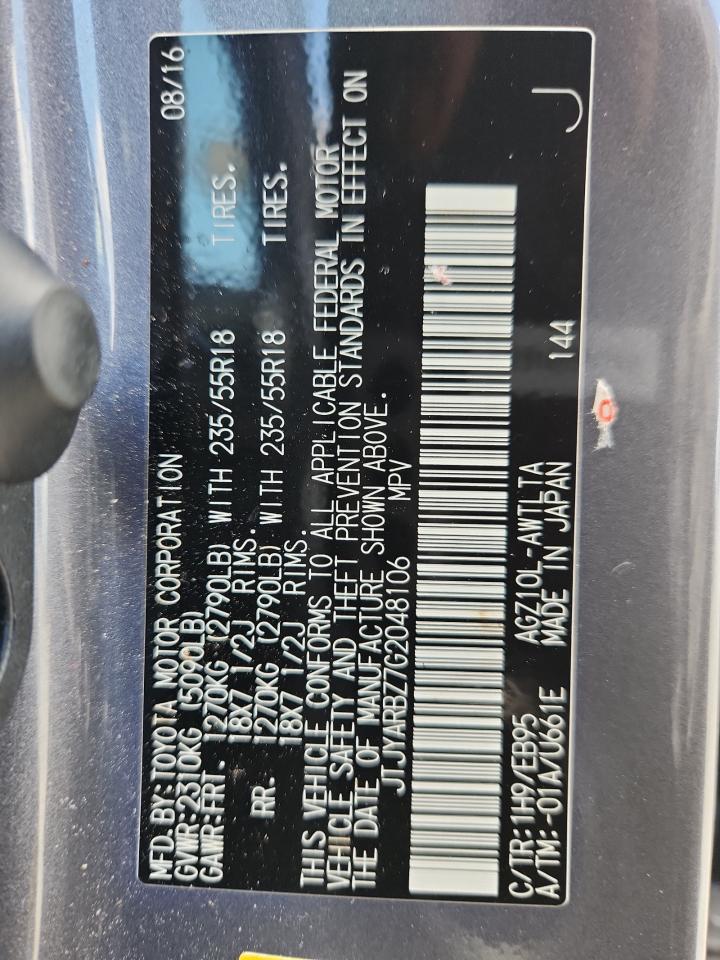 MFD.BY:TOYOTA MOTOR CORPORATION 08/16
GVWR:2310KG (5090LB)
GAWR:FRT. 1270KG (2790LB) WITH 235/55R18 TIRES.
18X7 1/2J RIMS.
RR. 1270KG (2790LB) WITH 235/55R18 TIRES.
18X7 1/2J RIMS.
THIS VEHICLE CONFORMS TO ALL APPLICABLE FEDERAL MOTOR
VEHICLE SAFETY AND THEFT PREVENTION STANDARDS IN EFFECT ON
THE DATE OF MANUFACTURE SHOWN ABOVE.
JTJYARBZ7G2048106 MPV
C/TR:1H9/EB95 AGZ10L-AWTLTA
A/TM:-01A/U661E MADE IN JAPAN 144 J